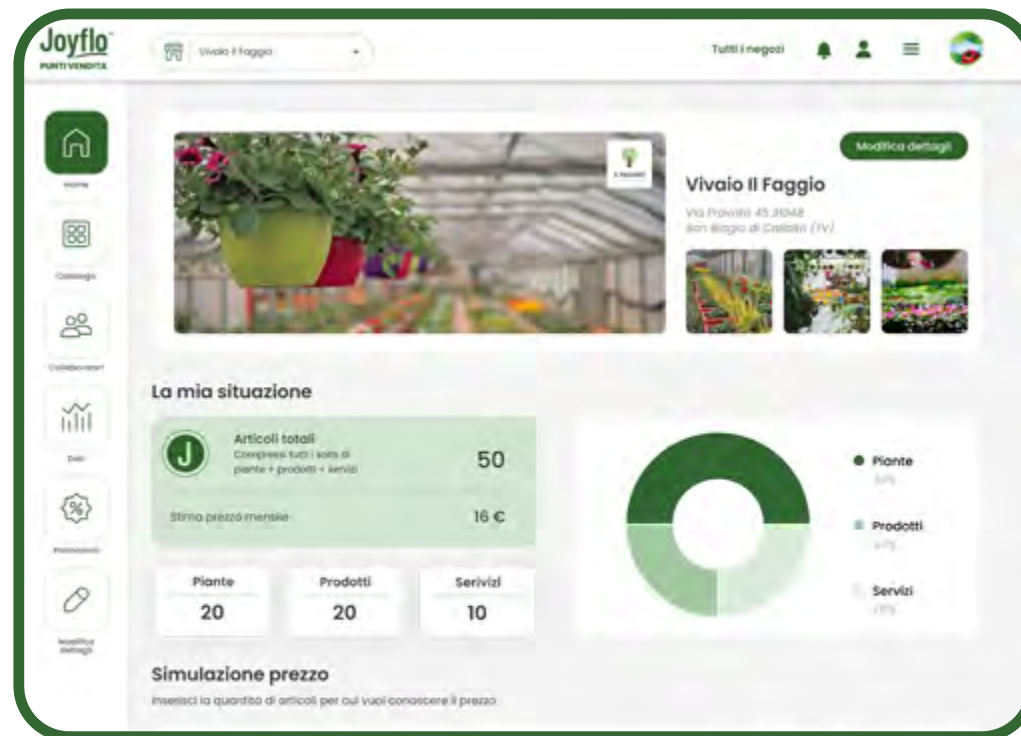 Joyflo
PUNTI VENDITA
Vivaio Il Faggio
Tutti i negozi
Home
Catalogo
Collaboratori
Dati
Promozioni
Modifica
dettagli
Modifica dettagli
Vivaio Il Faggio
San Biagio di Callalta (TV)
La mia situazione
Articoli totali
Compresi tutti i saldi di
piante + prodotti + servizi
50
Stima prezzo mensile
16 €
Piante
20
Prodotti
20
Serivizi
10
Piante
Prodotti
Servizi
Simulazione prezzo
Inserisci la quantità di articoli per cui vuoi conoscere il prezzo